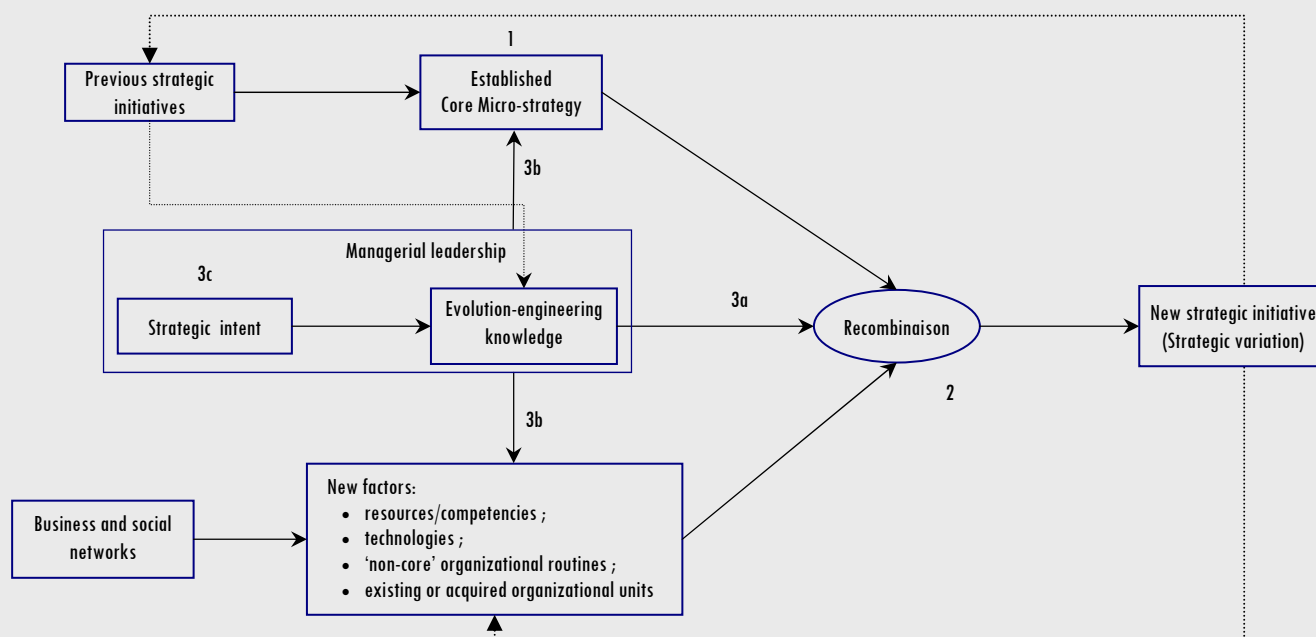 1
Previous strategic
initiatives
Established
Core Micro-strategy
3b
Managerial leadership
3c
Strategic intent
Evolution-engineering
knowledge
3a
Recombinaison
New strategic initiative
(Strategic variation)
2
3b
Business and social
networks
New factors:
• resources/competencies ;
• technologies ;
• ‘non-core’ organizational routines ;
• existing or acquired organizational units